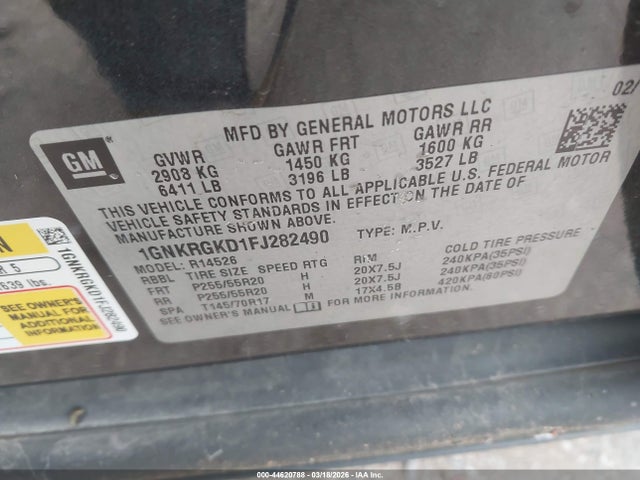 02/
MFD BY GENERAL MOTORS LLC
GM
GVWR GAWR FRT GAWR RR
2908 KG 1450 KG 1600 KG
6411 LB 3196 LB 3527 LB
THIS VEHICLE CONFORMS TO ALL APPLICABLE U.S. FEDERAL MOTOR
VEHICLE SAFETY STANDARDS IN EFFECT ON THE DATE OF
MANUFACTURE SHOWN ABOVE.
1GNKRGKD1FJ282490 TYPE: M.P.V.
MODEL: R14526
RBBL TIRE SIZE SPEED RTG RIM COLD TIRE PRESSURE
FRT P255/55R20 H 20X7.5J 240KPA(35PSI)
RR P255/55R20 H 20X7.5J 240KPA(35PSI)
SPA T145/70R17 M 17X4.5B 420KPA(60PSI)
SEE OWNER'S MANUAL FOR ADDITIONAL INFORMATION.
N
R 5
639 lbs.
SEE OWNER'S
MANUAL FOR
ADDITIONAL
INFORMATION
1GNKRGKD1FJ282490
000-44620788 - 03/18/2026 - IAA, Inc.